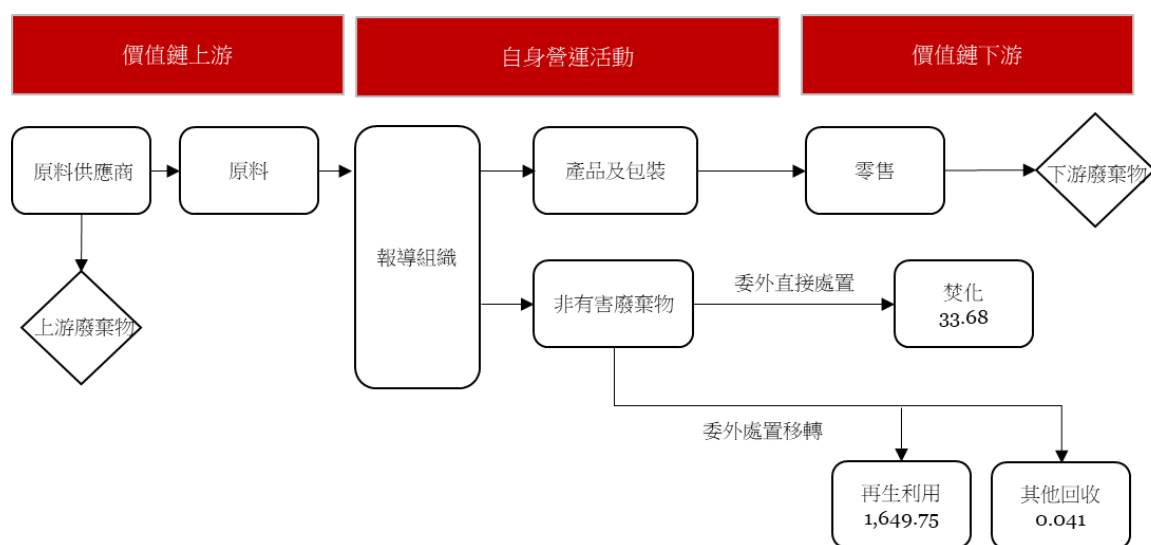 價值鏈上游
自身營運活動
價值鏈下游
原料供應商
原料
報導組織
產品及包裝
零售
下游廢棄物
上游廢棄物
非有害廢棄物
委外直接處置
焚化
33.68
委外處置移轉
再生利用
1,649.75
其他回收
0.041